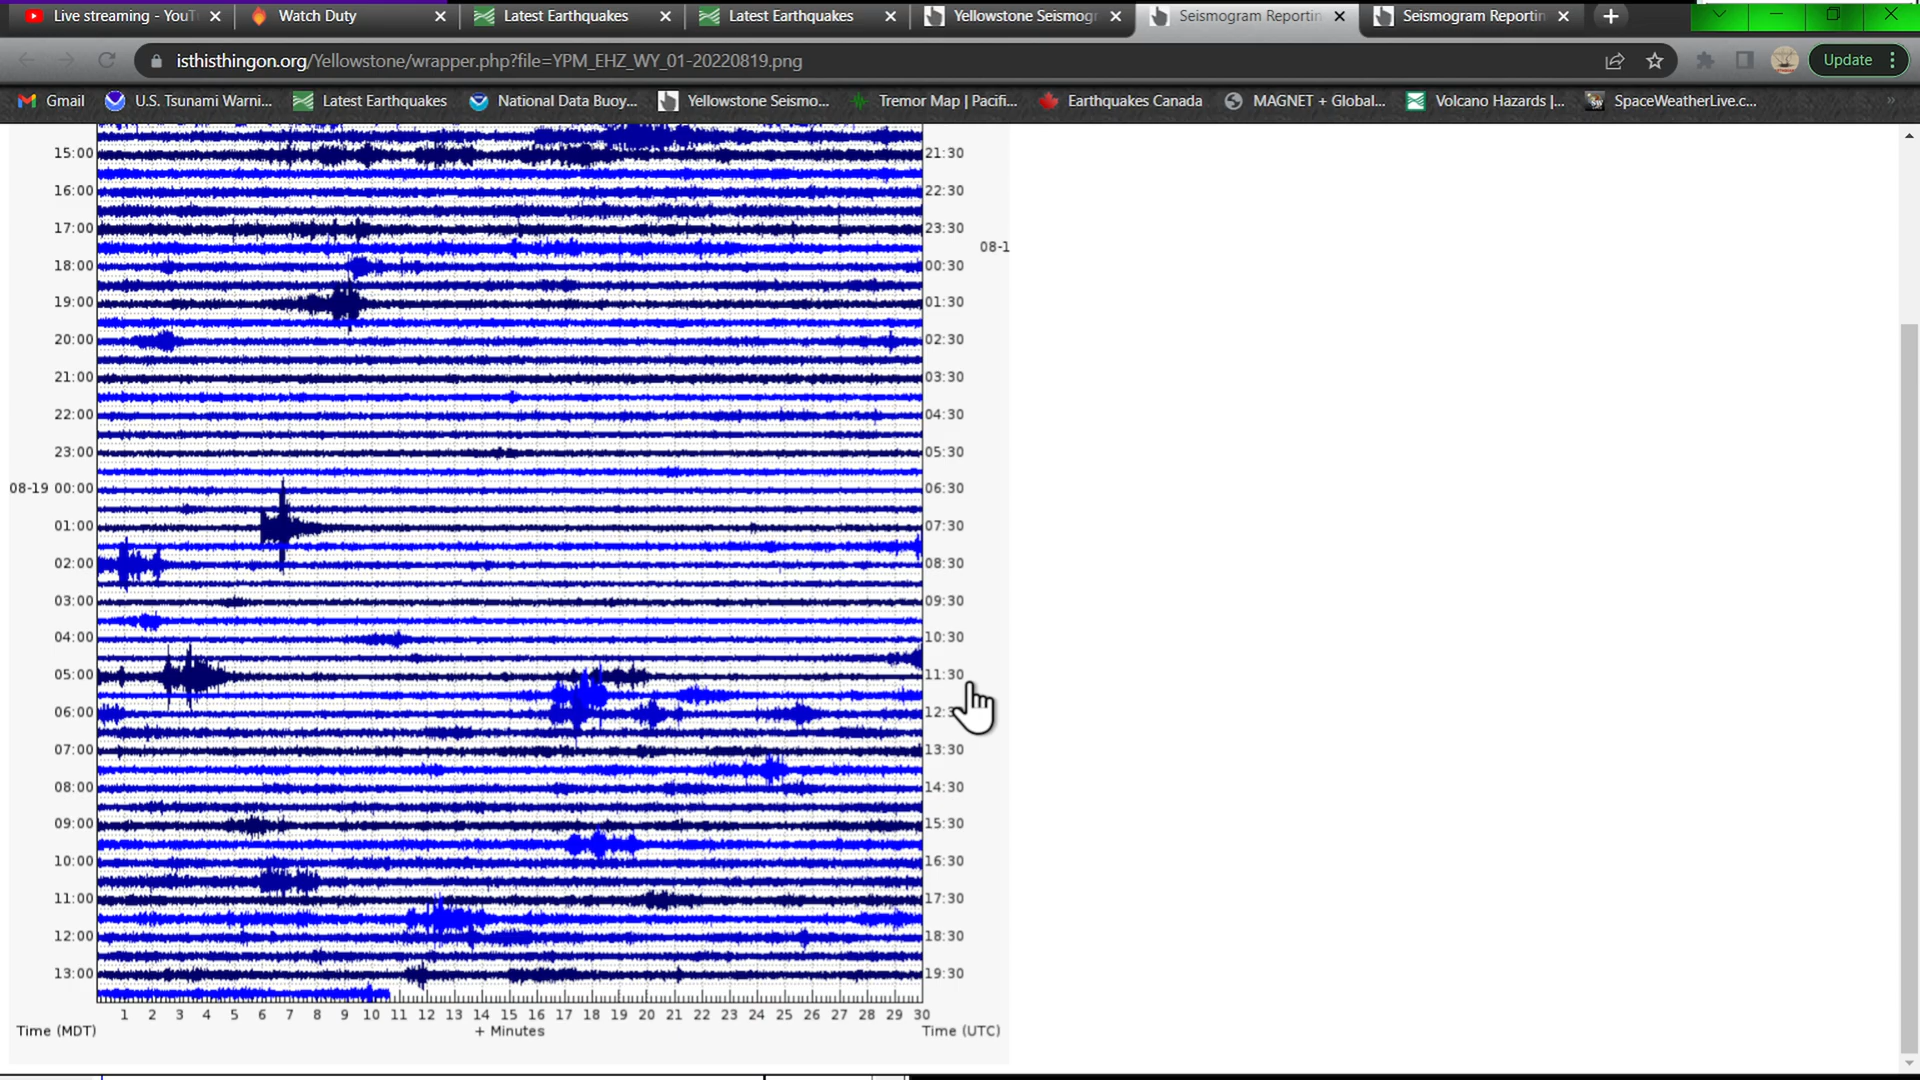 Live streaming - YouT
Watch Duty
Latest Earthquakes
Latest Earthquakes
Yellowstone Seismog
Seismogram Reportin
Seismogram Reportin
isthisthingon.org/Yellowstone/wrapper.php?file=YPM_EHZ_WY_01-20220819.png
Update
Gmail
U.S. Tsunami Warni...
Latest Earthquakes
National Data Buoy...
Yellowstone Seismo...
Tremor Map | Pacifi...
Earthquakes Canada
MAGNET + Global...
Volcano Hazards |...
SpaceWeatherLive.c...
15:00 21:30
16:00 22:30
17:00 23:30
08-1
18:00 00:30
19:00 01:30
20:00 02:30
21:00 03:30
22:00 04:30
23:00 05:30
08-19 00:00 06:30
01:00 07:30
02:00 08:30
03:00 09:30
04:00 10:30
05:00 11:30
06:00 12:3
07:00 13:30
08:00 14:30
09:00 15:30
10:00 16:30
11:00 17:30
12:00 18:30
13:00 19:30
1 2 3 4 5 6 7 8 9 10 11 12 13 14 15 16 17 18 19 20 21 22 23 24 25 26 27 28 29 30
Time (MDT) + Minutes Time (UTC)